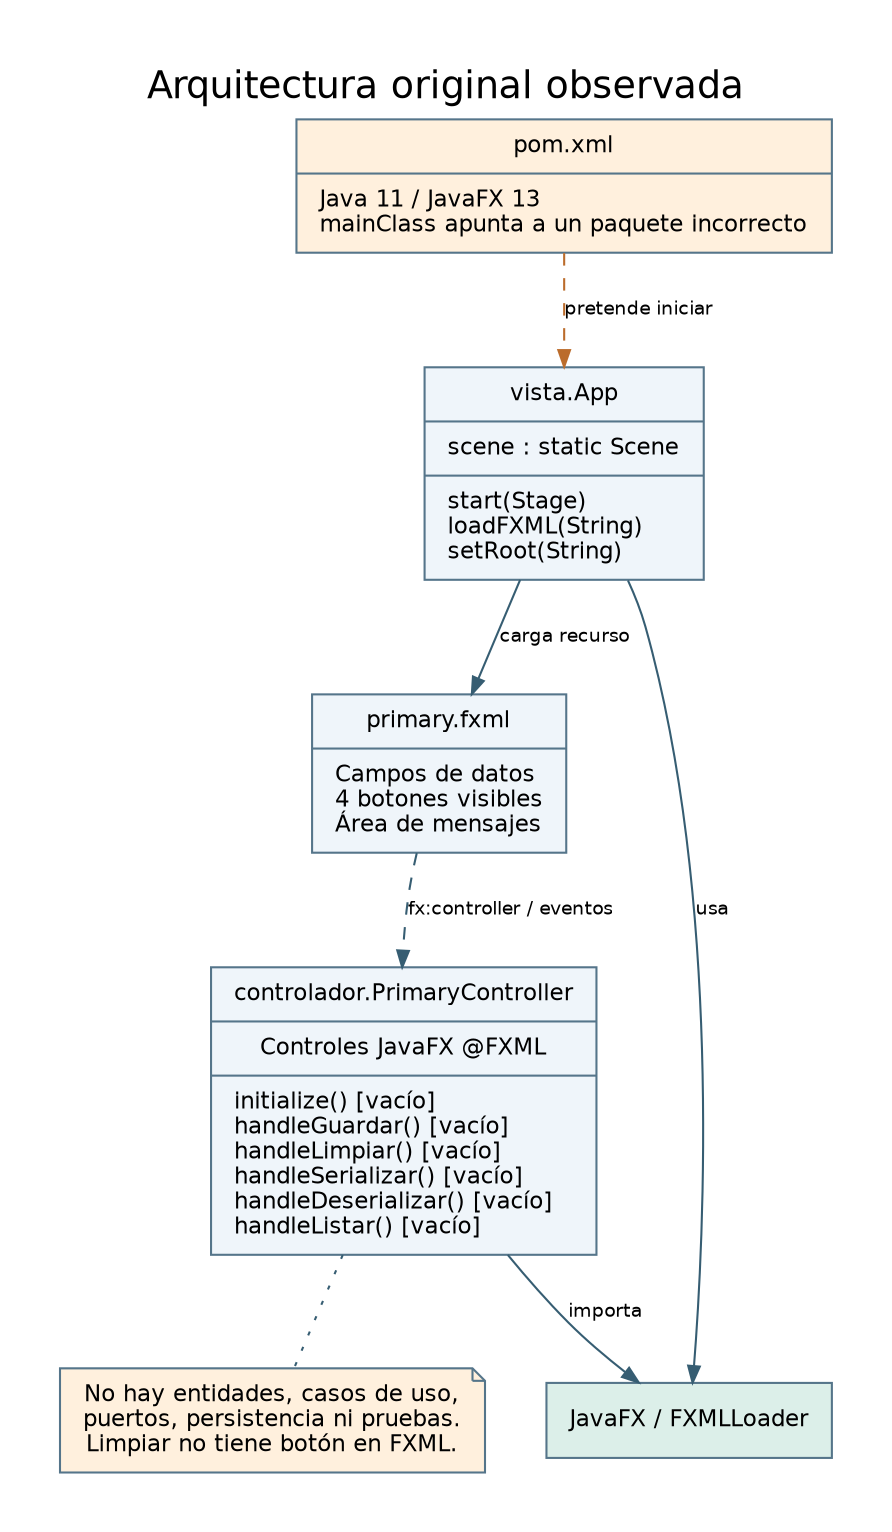 Arquitectura original observada
pom.xml
Java 11 / JavaFX 13
mainClass apunta a un paquete incorrecto
pretende iniciar
vista.App
scene : static Scene
start(Stage)
loadFXML(String)
setRoot(String)
carga recurso
primary.fxml
Campos de datos
4 botones visibles
Área de mensajes
fx:controller / eventos
usa
controlador.PrimaryController
Controles JavaFX @FXML
initialize() [vacío]
handleGuardar() [vacío]
handleLimpiar() [vacío]
handleSerializar() [vacío]
handleDeserializar() [vacío]
handleListar() [vacío]
importa
No hay entidades, casos de uso,
puertos, persistencia ni pruebas.
Limpiar no tiene botón en FXML.
JavaFX / FXMLLoader